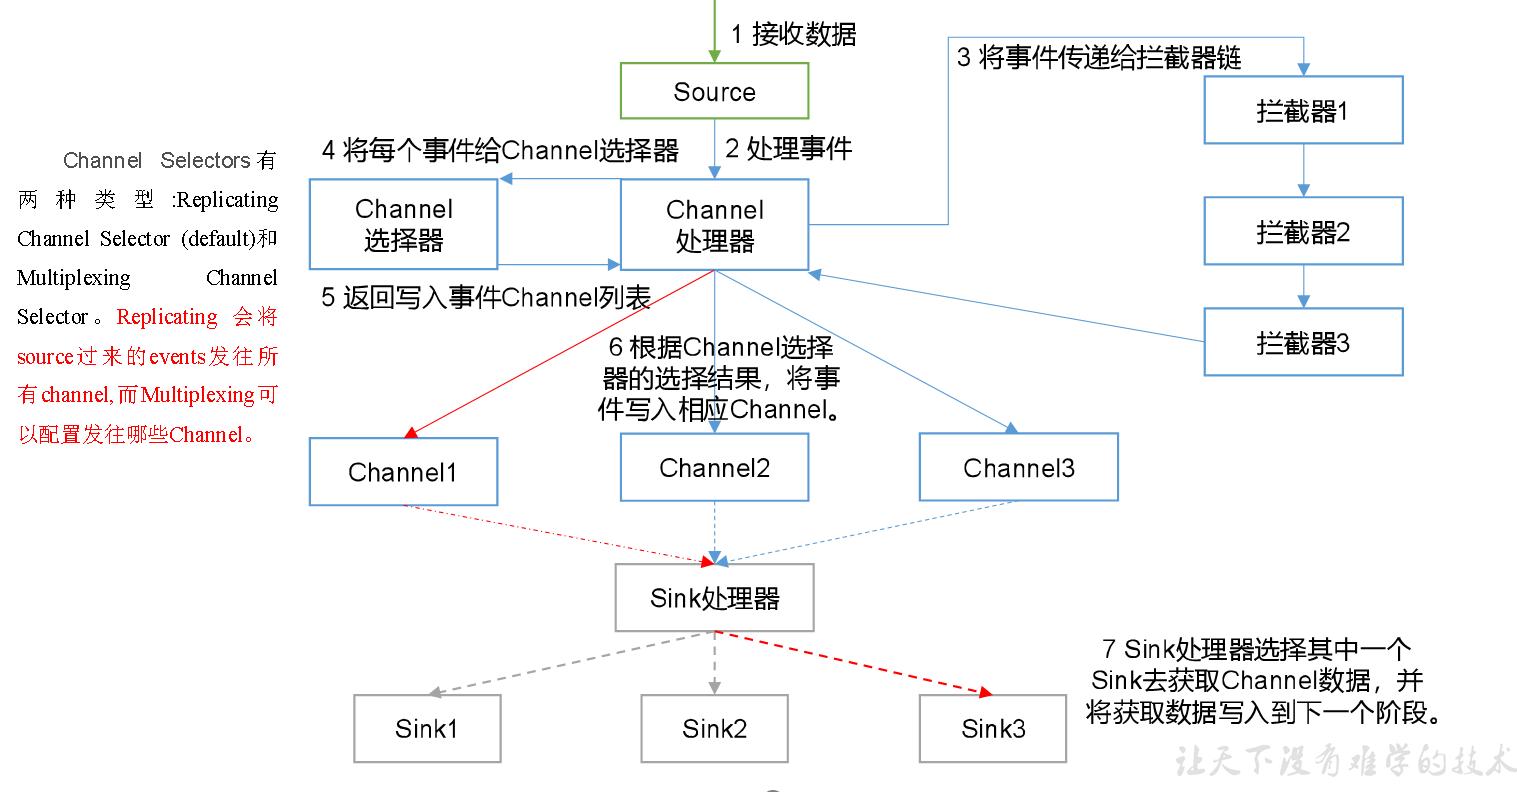 1 接收数据
Source
3 将事件传递给拦截器链
拦截器1
4 将每个事件给Channel选择器
2 处理事件
Channel Selectors有
两种类型:Replicating
Channel Selector (default)和
Multiplexing Channel
Selector。Replicating 会将
source过来的events发往所
有channel,而Multiplexing可
以配置发往哪些Channel。
Channel
选择器
Channel
处理器
拦截器2
5 返回写入事件Channel列表
拦截器3
6 根据Channel选择
器的选择结果，将事
件写入相应Channel。
Channel1
Channel2
Channel3
Sink处理器
7 Sink处理器选择其中一个
Sink去获取Channel数据，并
将获取数据写入到下一个阶段。
Sink1
Sink2
Sink3
让天下没有难学的技术